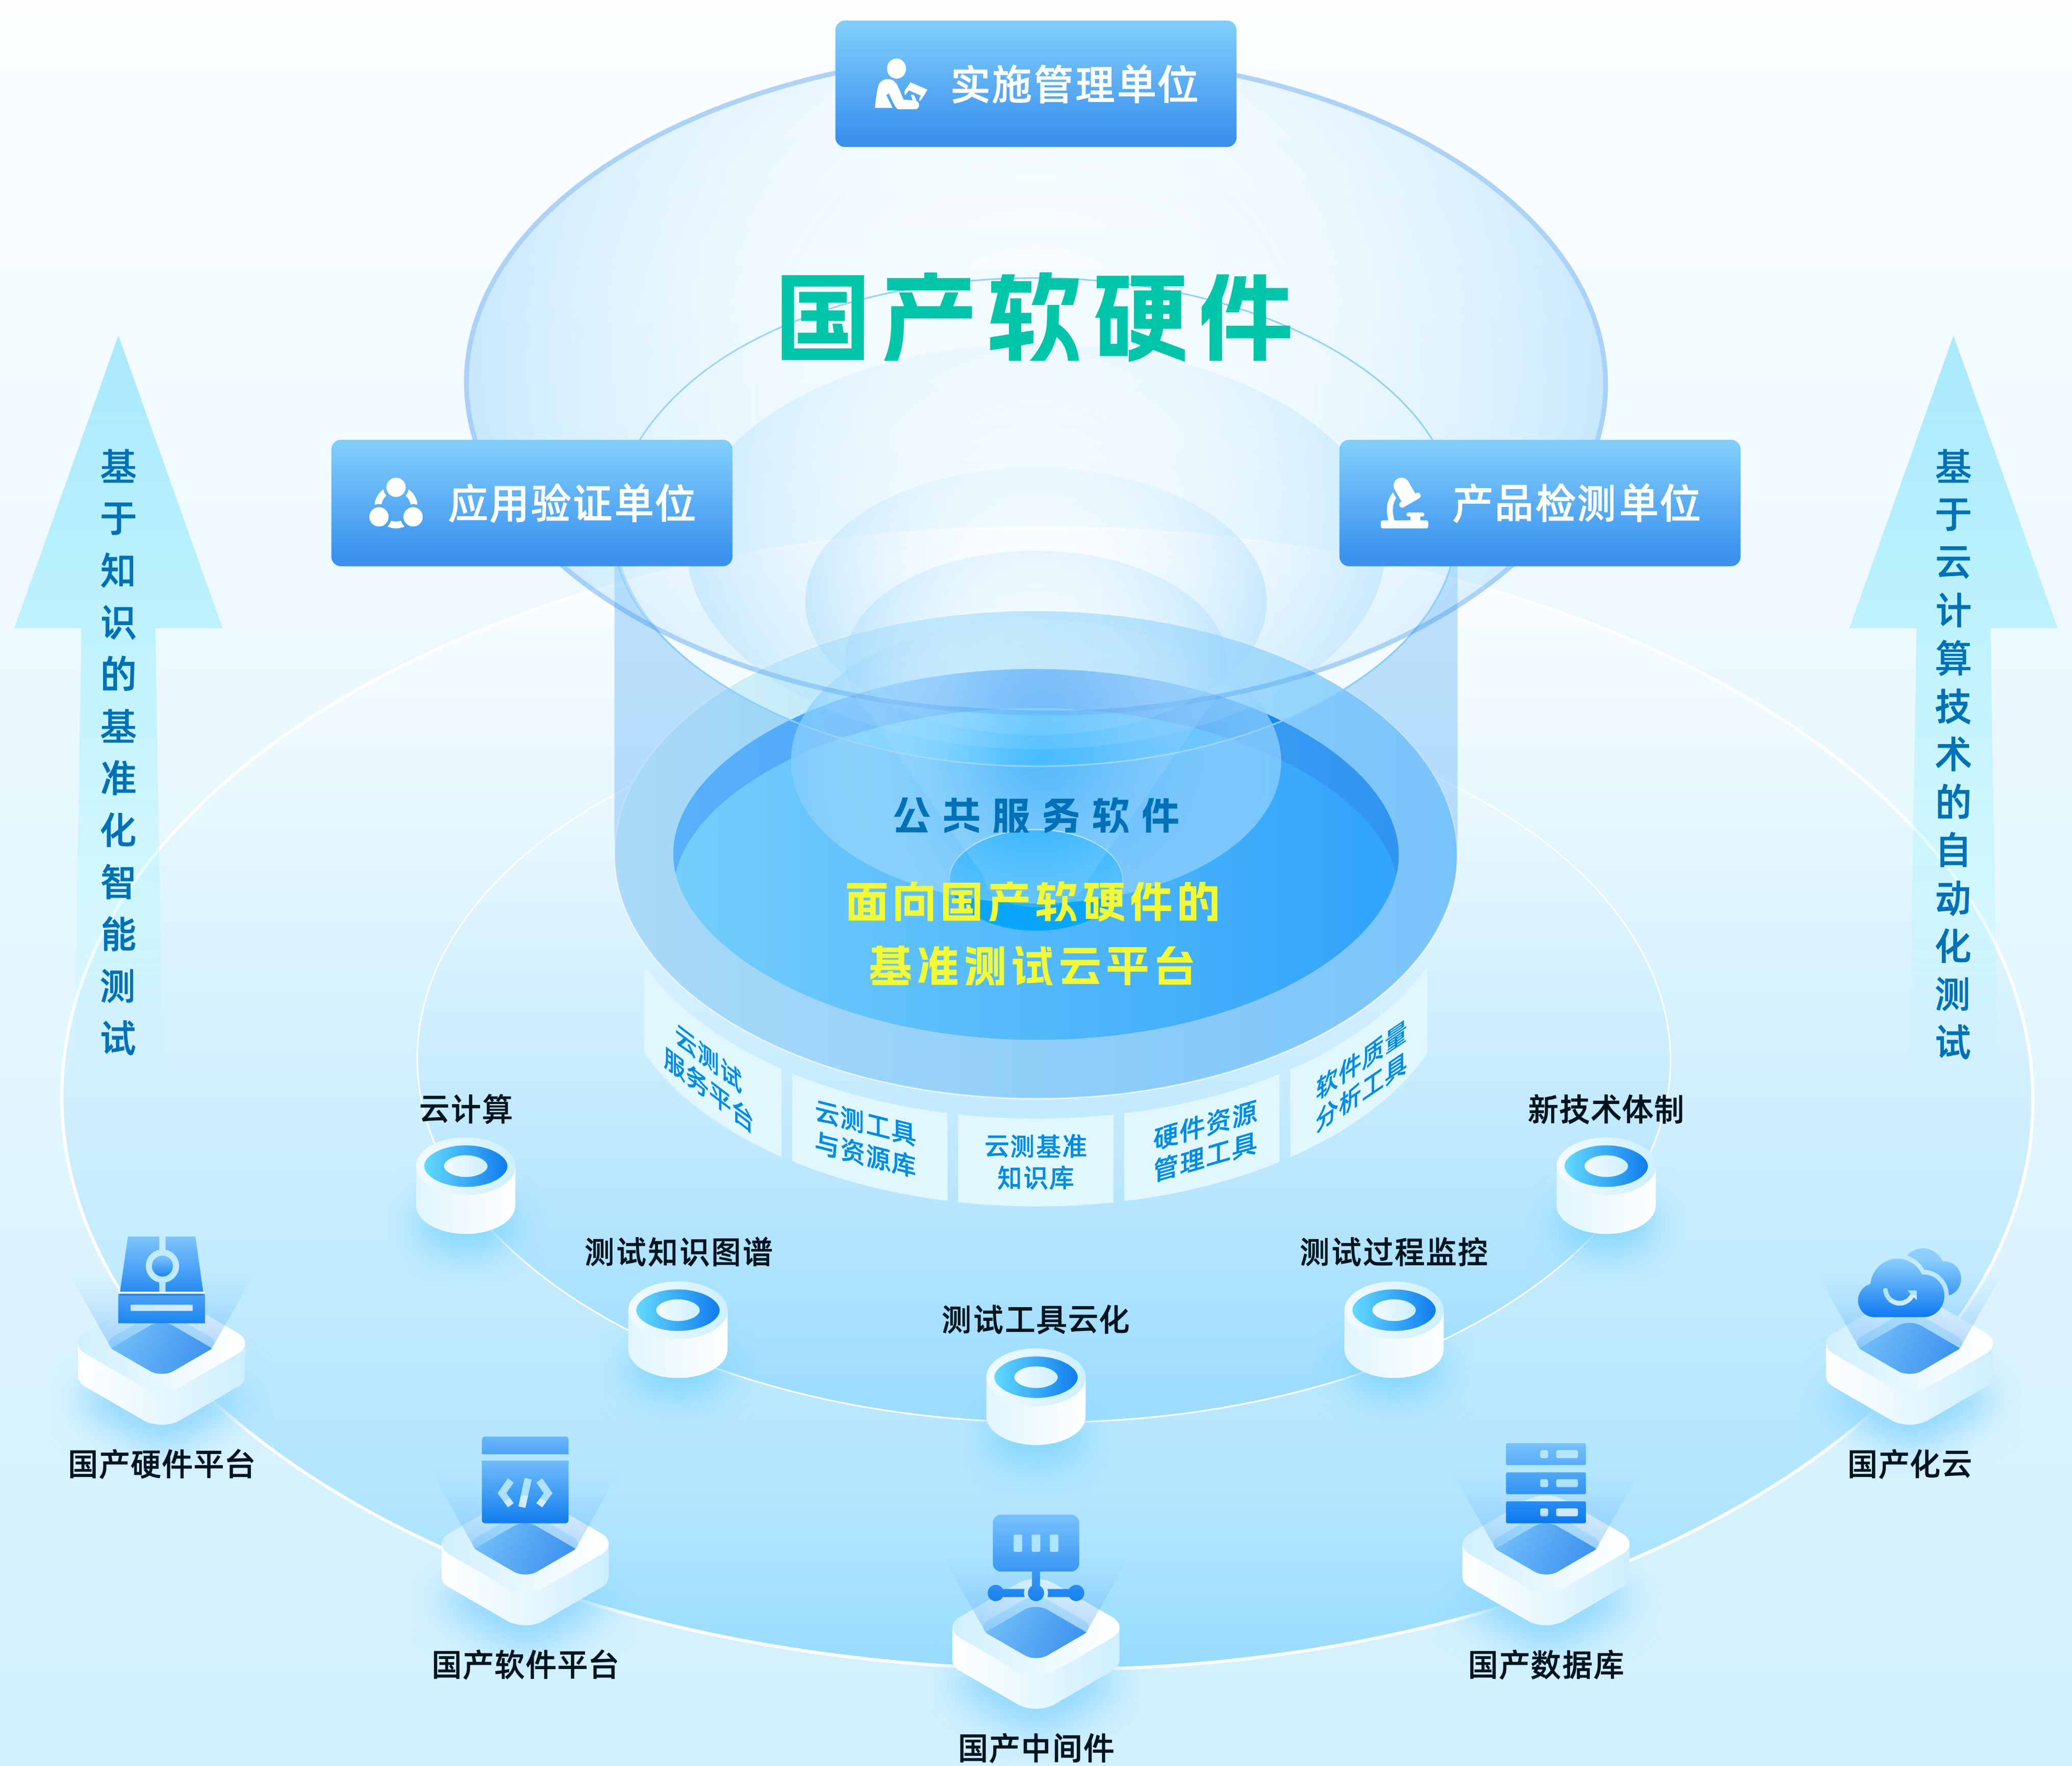 实施管理单位
国产软硬件
应用验证单位
产品检测单位
基于知识的基准化智能测试
基于云计算技术的自动化测试
公共服务软件
面向国产软硬件的
基准测试云平台
云测试
服务平台
云测工具
与资源库
云测基准
知识库
硬件资源
管理工具
软件质量
分析工具
云计算
测试知识图谱
测试工具云化
测试过程监控
新技术体制
国产硬件平台
国产软件平台
国产中间件
国产数据库
国产化云